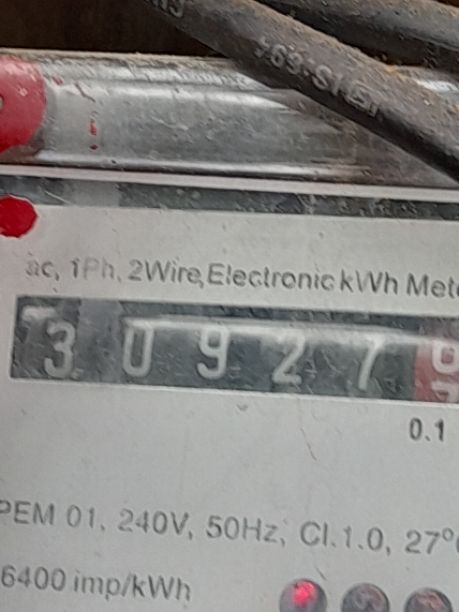 ac, 1Ph, 2Wire,Electronic kWh Met
3 0 9 2 7
0.1
PEM 01, 240V, 50Hz, Cl.1.0, 27°
6400 imp/kWh